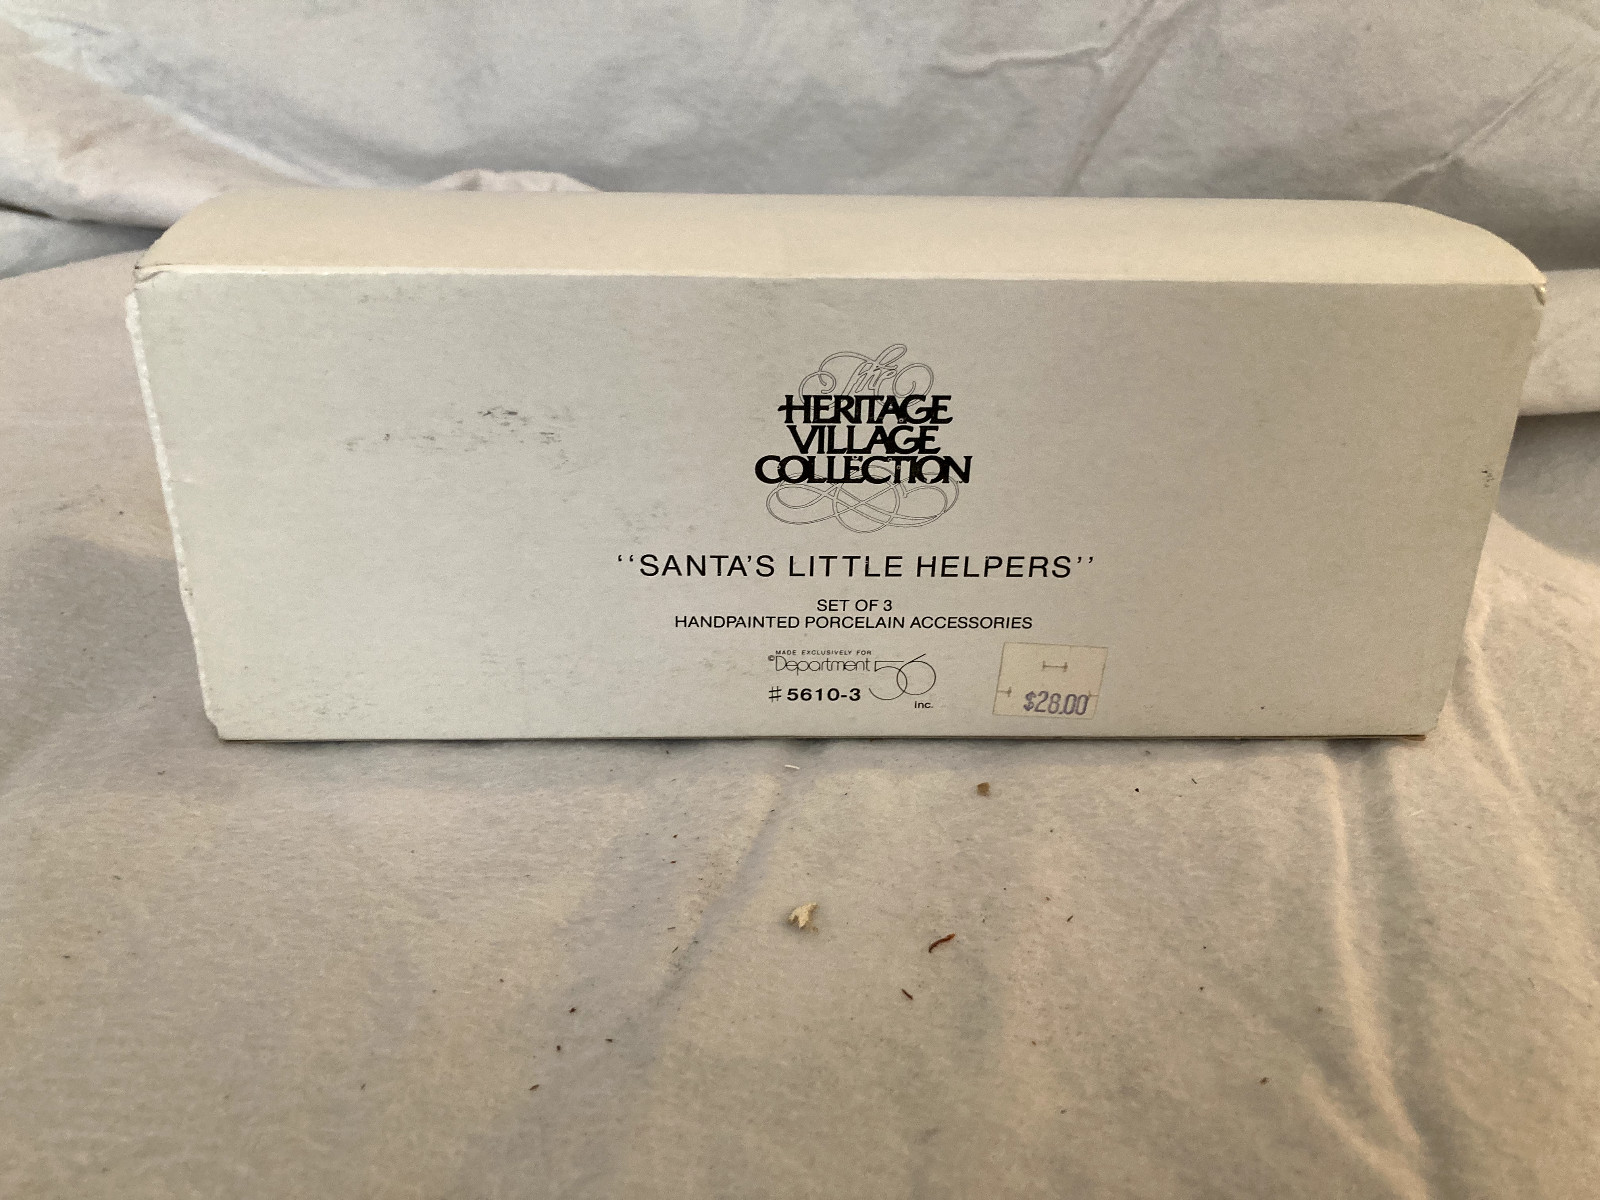 The
HERITAGE
VILLAGE
COLLECTION
‘‘SANTA’S LITTLE HELPERS’’
SET OF 3
HANDPAINTED PORCELAIN ACCESSORIES
MADE EXCLUSIVELY FOR
©Department 56
#5610-3
Inc.
$28.00